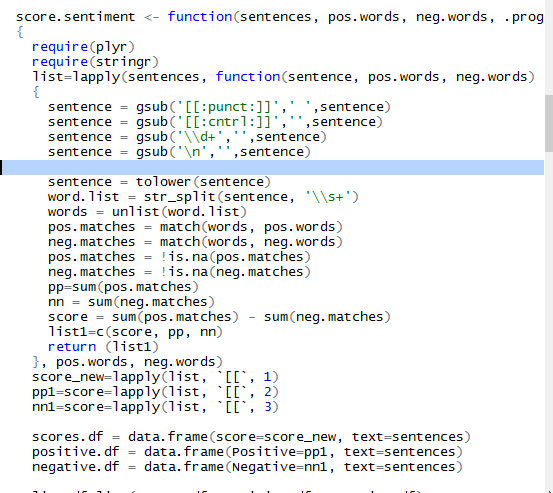 score.sentiment <- function(sentences, pos.words, neg.words, .prog
{
  require(plyr)
  require(stringr)
  list=lapply(sentences, function(sentence, pos.words, neg.words)
  {
    sentence = gsub('[[:punct:]]',' ',sentence)
    sentence = gsub('[[:cntrl:]]','',sentence)
    sentence = gsub('\\d+','',sentence)
    sentence = gsub('\n','',sentence)

    sentence = tolower(sentence)
    word.list = str_split(sentence, '\\s+')
    words = unlist(word.list)
    pos.matches = match(words, pos.words)
    neg.matches = match(words, neg.words)
    pos.matches = !is.na(pos.matches)
    neg.matches = !is.na(neg.matches)
    pp=sum(pos.matches)
    nn = sum(neg.matches)
    score = sum(pos.matches) - sum(neg.matches)
    list1=c(score, pp, nn)
    return (list1)
  }, pos.words, neg.words)
  score_new=lapply(list, `[[`, 1)
  pp1=score=lapply(list, `[[`, 2)
  nn1=score=lapply(list, `[[`, 3)

  scores.df = data.frame(score=score_new, text=sentences)
  positive.df = data.frame(Positive=pp1, text=sentences)
  negative.df = data.frame(Negative=nn1, text=sentences)